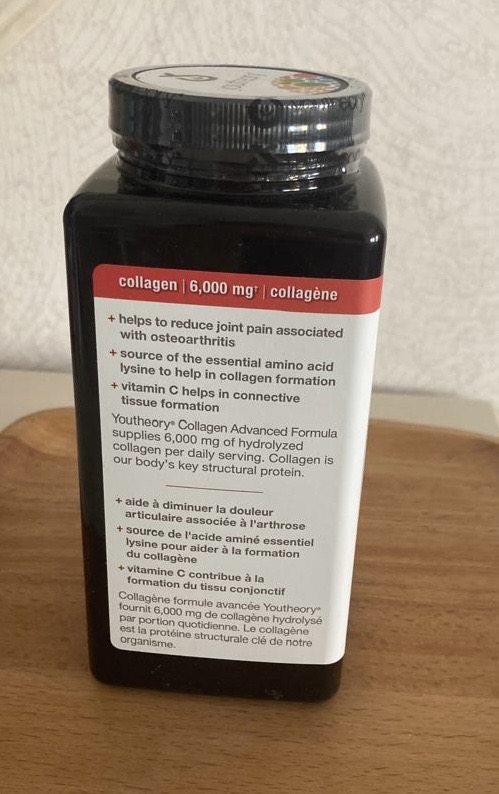 collagen | 6,000 mg† | collagène
+ helps to reduce joint pain associated
with osteoarthritis
+ source of the essential amino acid
lysine to help in collagen formation
+ vitamin C helps in connective
tissue formation
Youtheory® Collagen Advanced Formula
supplies 6,000 mg of hydrolyzed
collagen per daily serving. Collagen is
our body's key structural protein.
+ aide à diminuer la douleur
articulaire associée à l'arthrose
+ source de l'acide aminé essentiel
lysine pour aider à la formation
du collagène
+ vitamine C contribue à la
formation du tissu conjonctif
Collagène formule avancée Youtheory®
fournit 6,000 mg de collagène hydrolysé
par portion quotidienne. Le collagène
est la protéine structurale clé de notre
organisme.